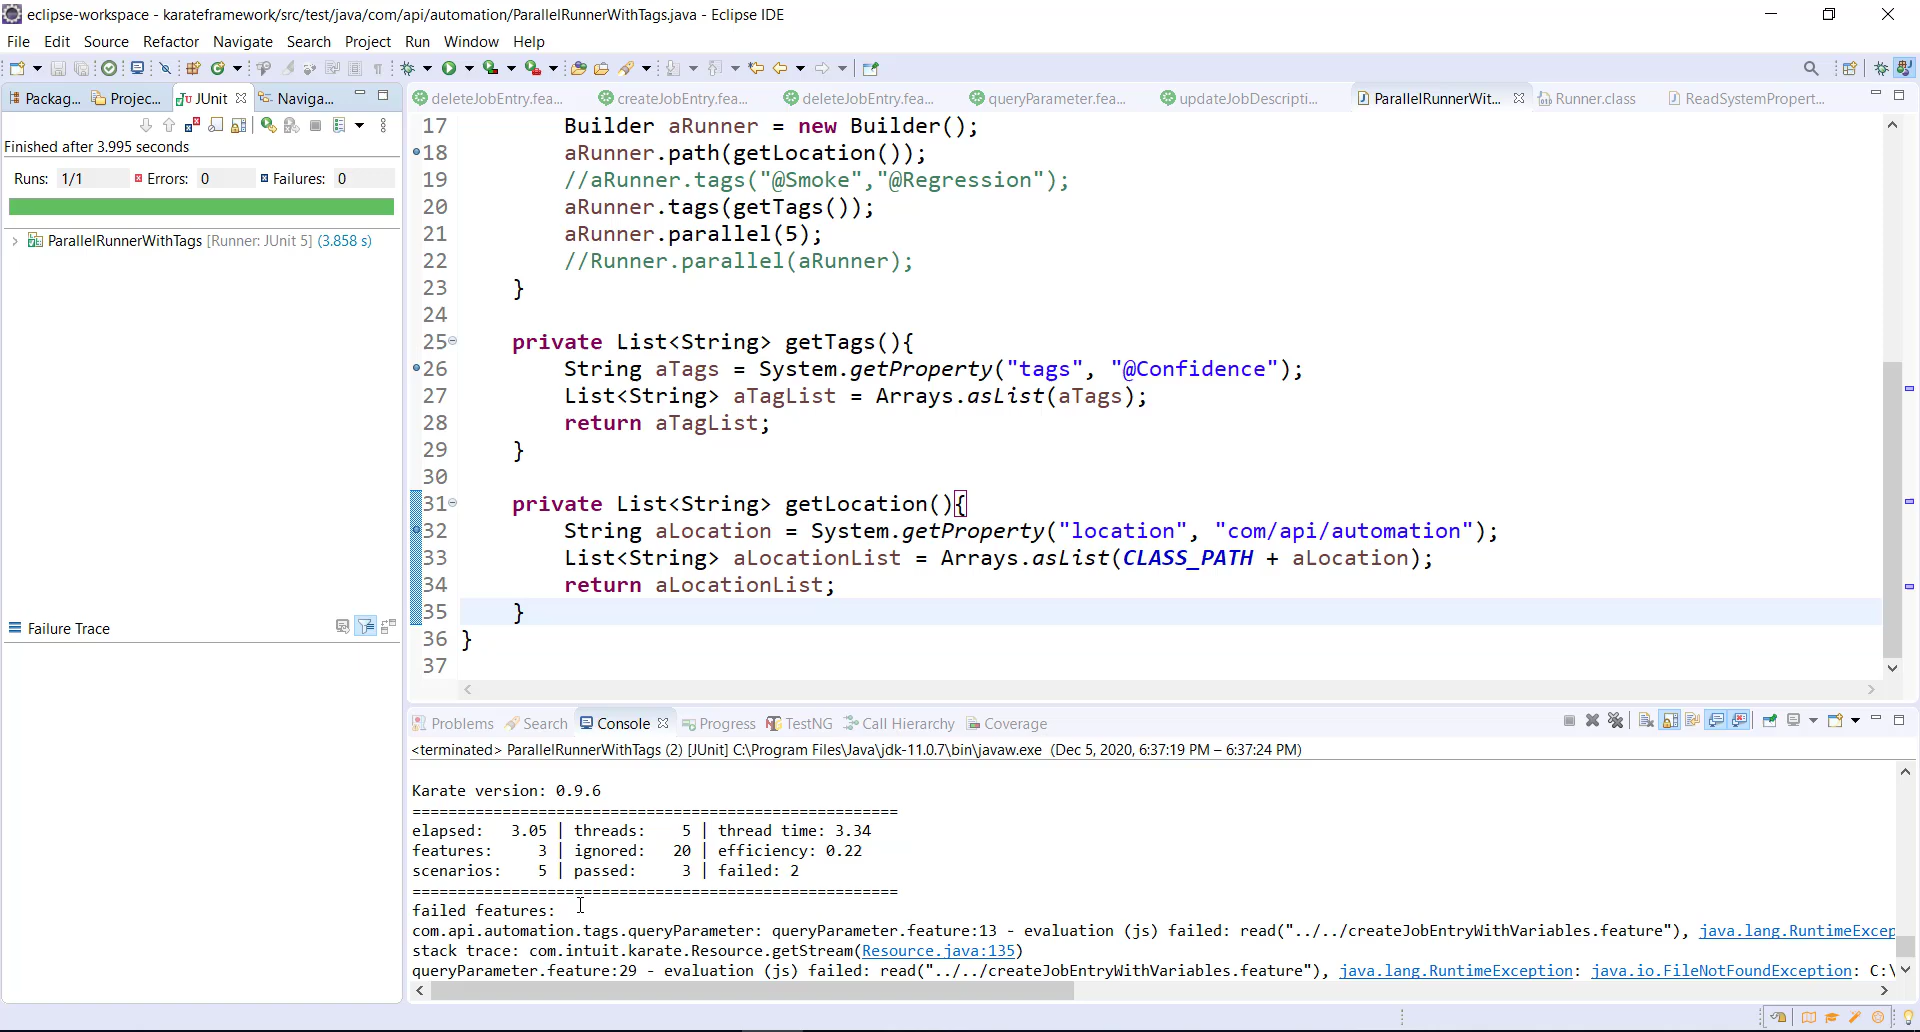 eclipse-workspace - karateframework/src/test/java/com/api/automation/ParallelRunnerWithTags.java - Eclipse IDE
File Edit Source Refactor Navigate Search Project Run Window Help
Packag... Projec... JUnit Naviga...
deleteJobEntry.fea... createJobEntry.fea... deleteJobEntry.fea... queryParameter.fea... updateJobDescripti... ParallelRunnerWit... Runner.class ReadSystemPropert...
Finished after 3.995 seconds
Runs: 1/1 Errors: 0 Failures: 0
ParallelRunnerWithTags [Runner: JUnit 5] (3.858 s)
Failure Trace
17 Builder aRunner = new Builder();
18 aRunner.path(getLocation());
19 //aRunner.tags("@Smoke","@Regression");
20 aRunner.tags(getTags());
21 aRunner.parallel(5);
22 //Runner.parallel(aRunner);
23 }
24
25 private List<String> getTags(){
26 String aTags = System.getProperty("tags", "@Confidence");
27 List<String> aTagList = Arrays.asList(aTags);
28 return aTagList;
29 }
30
31 private List<String> getLocation(){
32 String aLocation = System.getProperty("location", "com/api/automation");
33 List<String> aLocationList = Arrays.asList(CLASS_PATH + aLocation);
34 return aLocationList;
35 }
36 }
37
Problems Search Console Progress TestNG Call Hierarchy Coverage
<terminated> ParallelRunnerWithTags (2) [JUnit] C:\Program Files\Java\jdk-11.0.7\bin\javaw.exe (Dec 5, 2020, 6:37:19 PM – 6:37:24 PM)
Karate version: 0.9.6
======================================================
elapsed: 3.05 | threads: 5 | thread time: 3.34
features: 3 | ignored: 20 | efficiency: 0.22
scenarios: 5 | passed: 3 | failed: 2
======================================================
failed features:
com.api.automation.tags.queryParameter: queryParameter.feature:13 - evaluation (js) failed: read("../../createJobEntryWithVariables.feature"), java.lang.RuntimeExcep
stack trace: com.intuit.karate.Resource.getStream(Resource.java:135)
queryParameter.feature:29 - evaluation (js) failed: read("../../createJobEntryWithVariables.feature"), java.lang.RuntimeException: java.io.FileNotFoundException: C:\